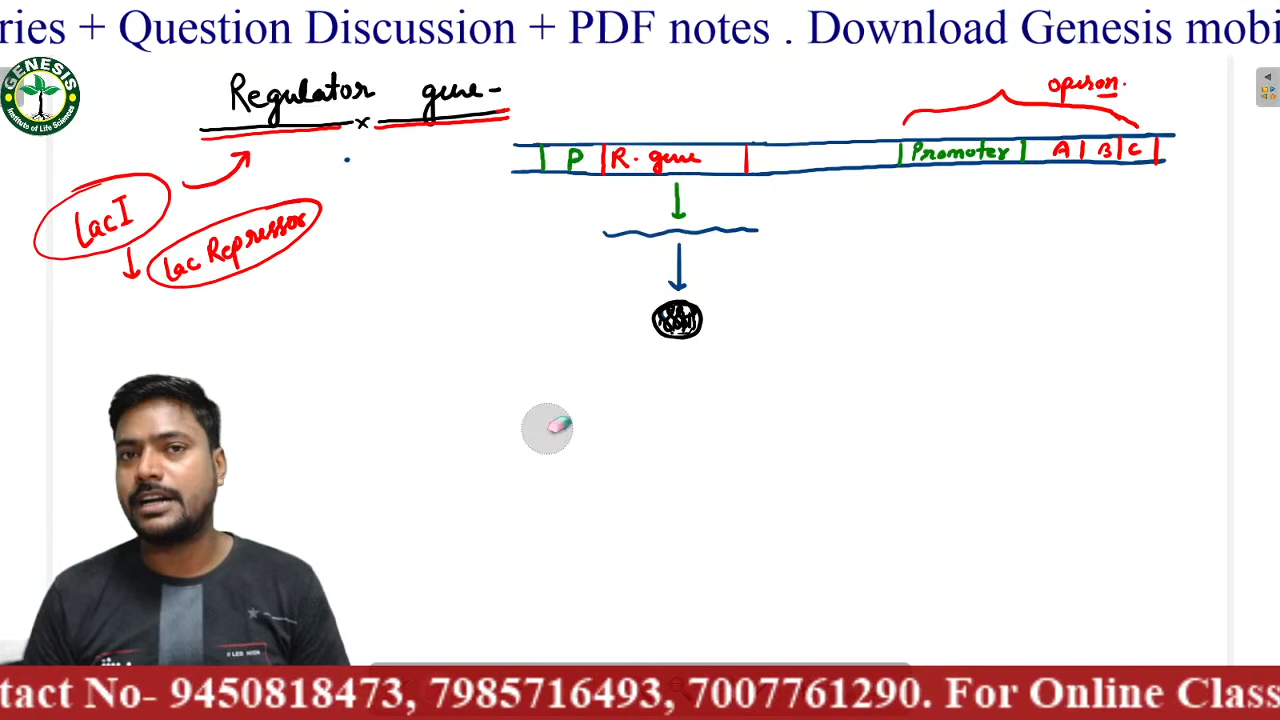 ries + Question Discussion + PDF notes . Download Genesis mobi
GENESIS
Institute of Life Sciences
Regulator gene-
x
operon.
P R. gene
Promoter A B C
LacI
Lac Repressor
tact No- 9450818473, 7985716493, 7007761290. For Online Class